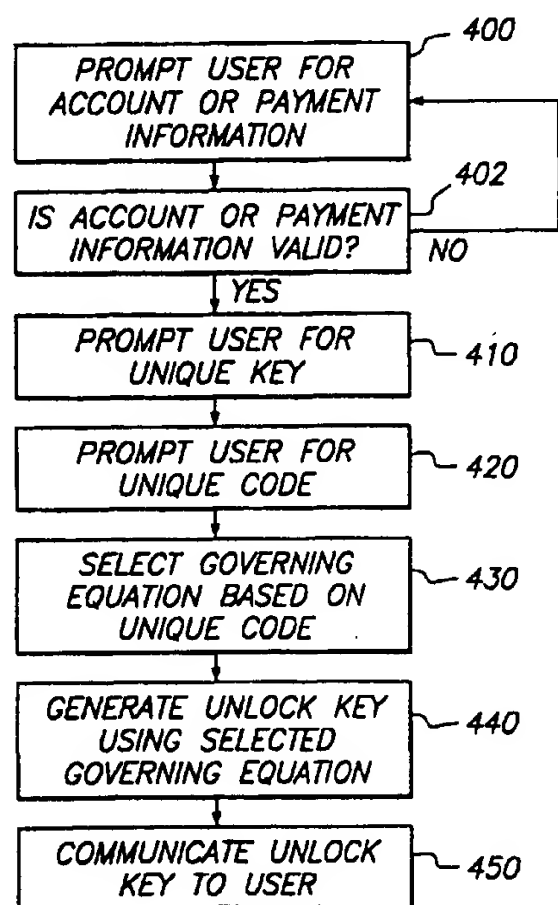 400
PROMPT USER FOR
ACCOUNT OR PAYMENT
INFORMATION
402
IS ACCOUNT OR PAYMENT
INFORMATION VALID?
NO
YES
PROMPT USER FOR
UNIQUE KEY
410
PROMPT USER FOR
UNIQUE CODE
420
SELECT GOVERNING
EQUATION BASED ON
UNIQUE CODE
430
GENERATE UNLOCK KEY
USING SELECTED
GOVERNING EQUATION
440
COMMUNICATE UNLOCK
KEY TO USER
450